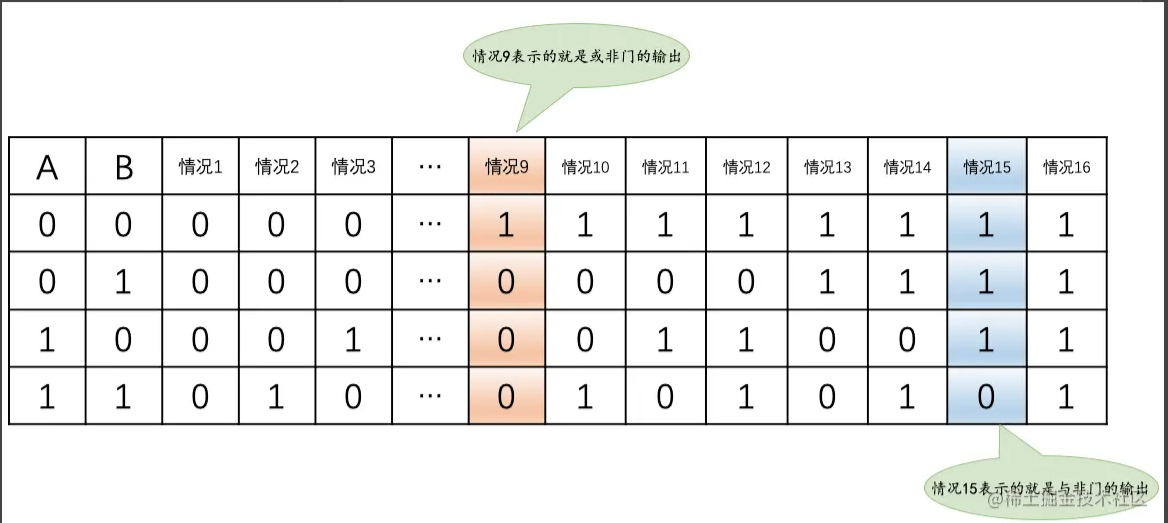 情况9表示的就是或非门的输出
A B 情况1 情况2 情况3 … 情况9 情况10 情况11 情况12 情况13 情况14 情况15 情况16
0 0 0 0 0 … 1 1 1 1 1 1 1 1
0 1 0 0 0 … 0 0 0 0 1 1 1 1
1 0 0 0 1 … 0 0 1 1 0 0 1 1
1 1 0 1 0 … 0 1 0 1 0 1 0 1
情况15表示的就是与非门的输出
@稀土掘金技术社区